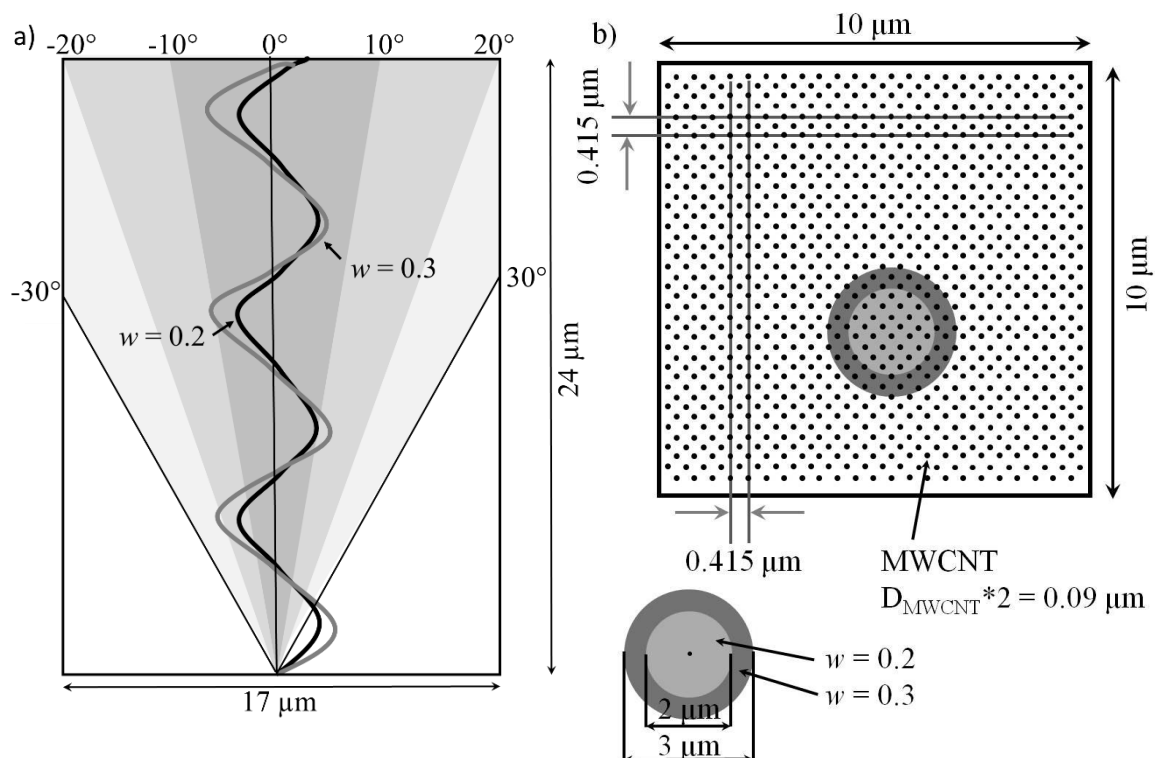 a)
-20° -10° 0° 10° 20°
w = 0.3
-30°
30°
w = 0.2
24 µm
17 µm
b)
10 µm
0.415 µm
10 µm
0.415 µm
MWCNT
D_MWCNT*2 = 0.09 µm
w = 0.2
w = 0.3
2 µm
3 µm